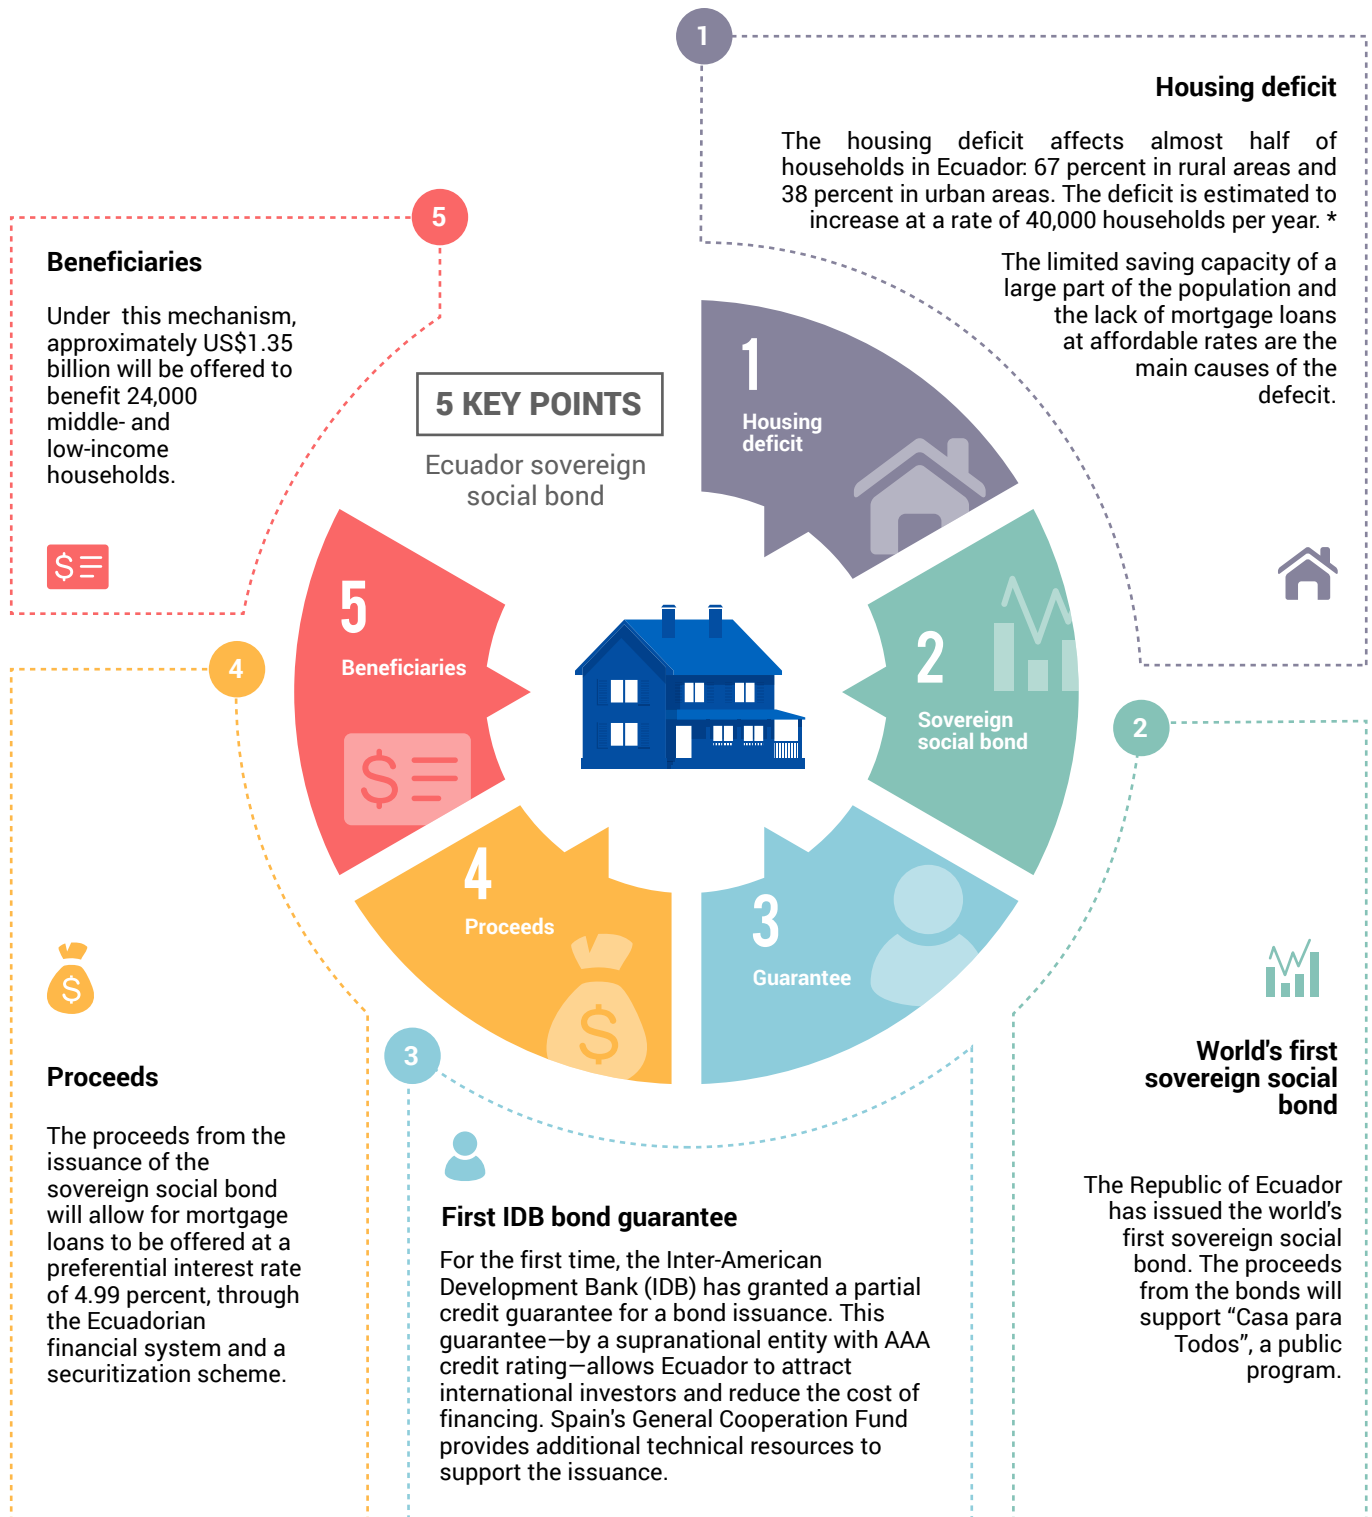 1
Housing deficit
The housing deficit affects almost half of
households in Ecuador: 67 percent in rural areas and
38 percent in urban areas. The deficit is estimated to
increase at a rate of 40,000 households per year. *
The limited saving capacity of a
large part of the population and
the lack of mortgage loans
at affordable rates are the
main causes of the
defecit.
5
Beneficiaries
Under this mechanism,
approximately US$1.35
billion will be offered to
benefit 24,000
middle- and
low-income
households.
$
5 KEY POINTS
Ecuador sovereign
social bond
1
Housing
deficit
2
Sovereign
social bond
3
Guarantee
4
Proceeds
$
5
Beneficiaries
$
4
$
Proceeds
The proceeds from the
issuance of the
sovereign social bond
will allow for mortgage
loans to be offered at a
preferential interest rate
of 4.99 percent, through
the Ecuadorian
financial system and a
securitization scheme.
3
First IDB bond guarantee
For the first time, the Inter-American
Development Bank (IDB) has granted a partial
credit guarantee for a bond issuance. This
guarantee—by a supranational entity with AAA
credit rating—allows Ecuador to attract
international investors and reduce the cost of
financing. Spain's General Cooperation Fund
provides additional technical resources to
support the issuance.
2
World's first
sovereign social
bond
The Republic of Ecuador
has issued the world's
first sovereign social
bond. The proceeds
from the bonds will
support “Casa para
Todos”, a public
program.